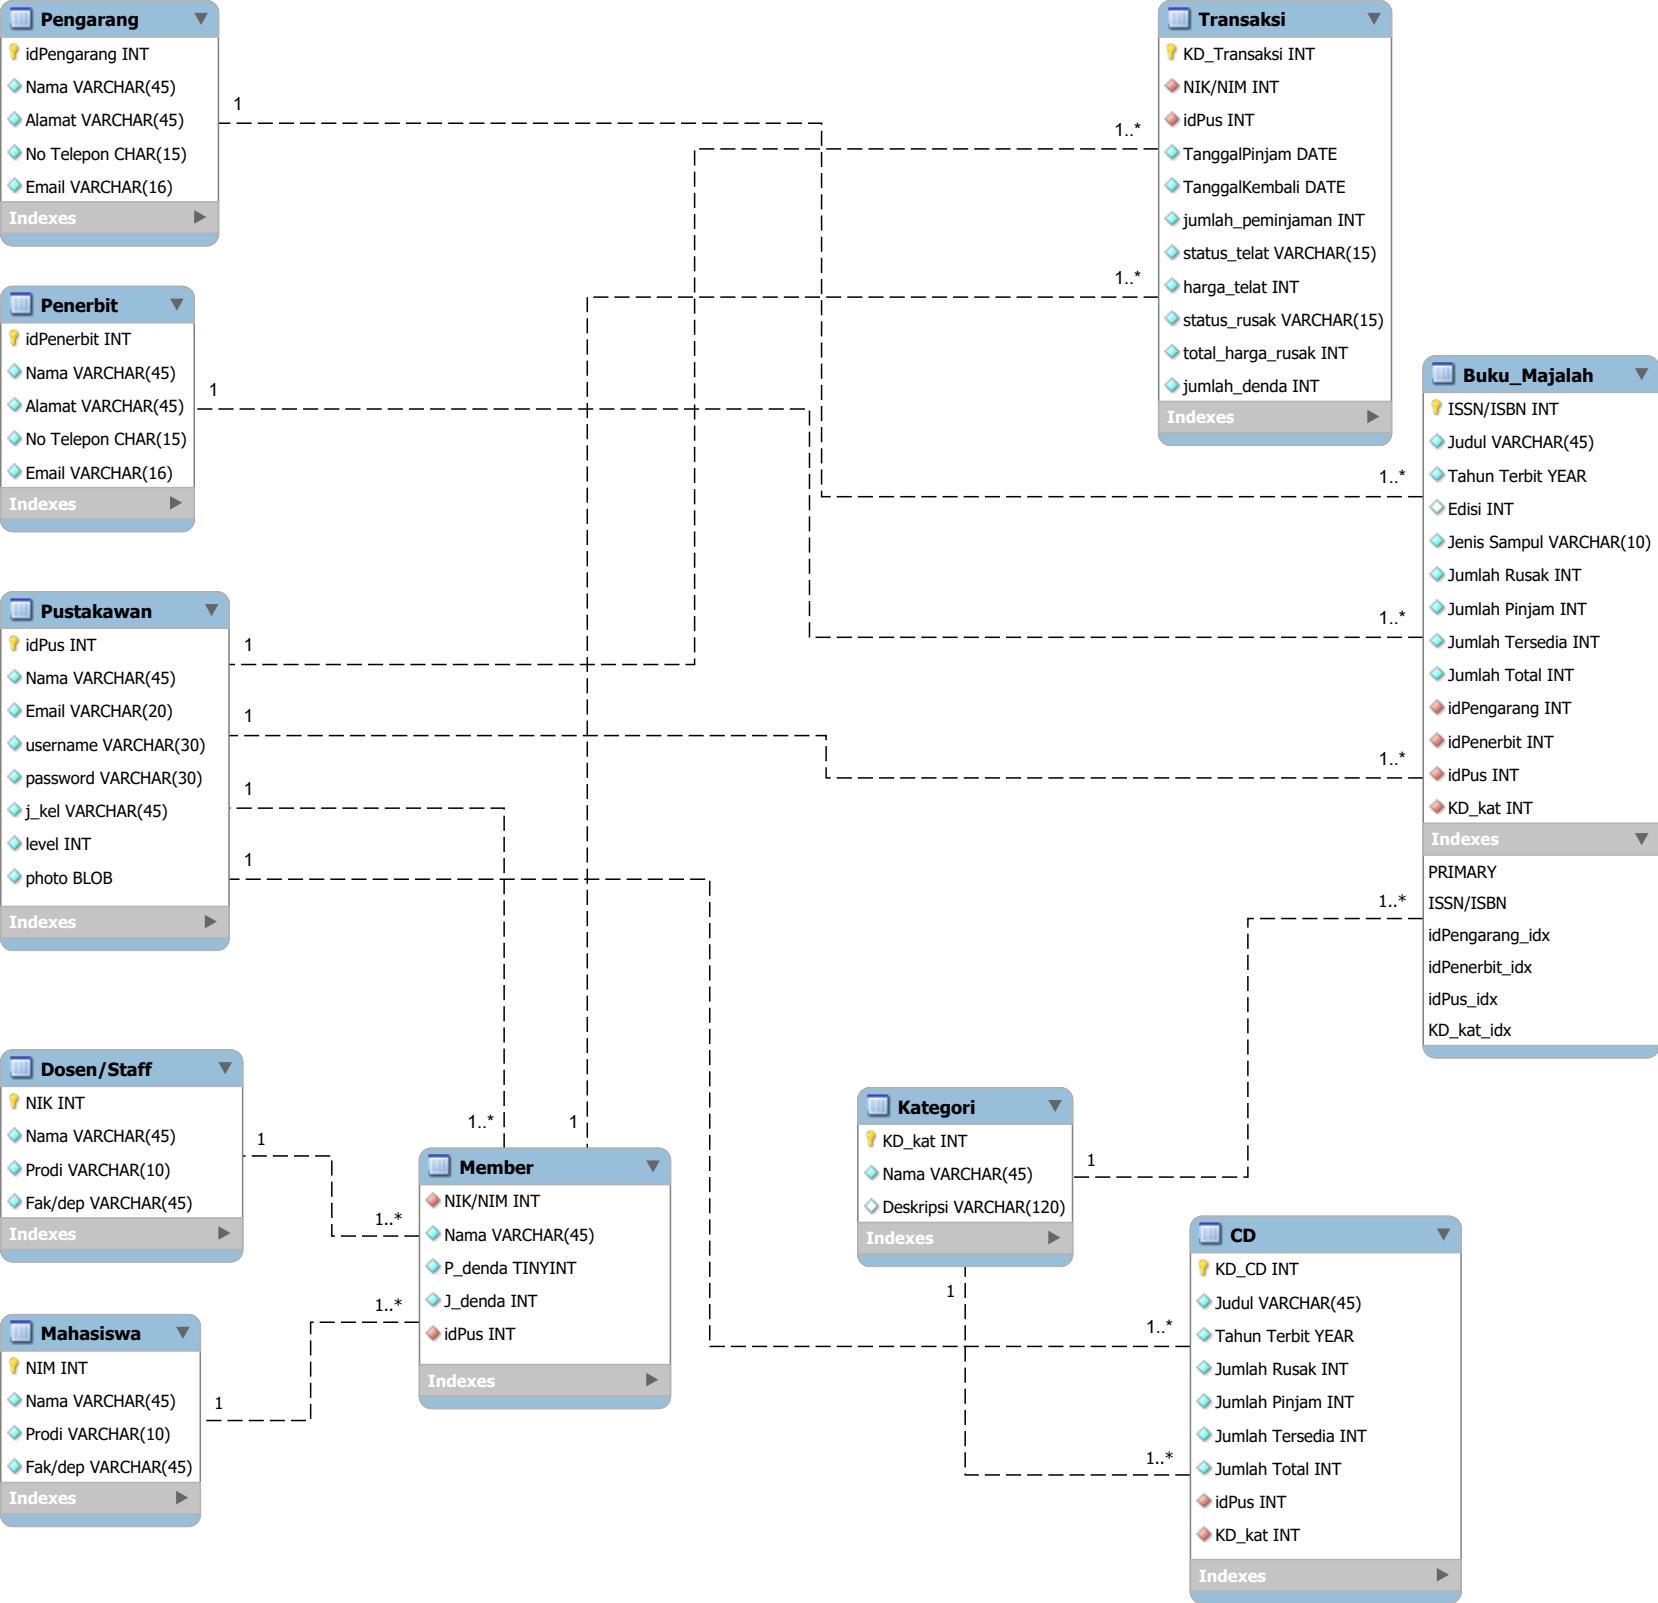 Pengarang
idPengarang INT
Nama VARCHAR(45)
Alamat VARCHAR(45)
No Telepon CHAR(15)
Email VARCHAR(16)
Indexes
1
Penerbit
idPenerbit INT
Nama VARCHAR(45)
Alamat VARCHAR(45)
No Telepon CHAR(15)
Email VARCHAR(16)
Indexes
1
Pustakawan
idPus INT
Nama VARCHAR(45)
Email VARCHAR(20)
username VARCHAR(30)
password VARCHAR(30)
j_kel VARCHAR(45)
level INT
photo BLOB
Indexes
1
1
1
1
Dosen/Staff
NIK INT
Nama VARCHAR(45)
Prodi VARCHAR(10)
Fak/dep VARCHAR(45)
Indexes
1
Mahasiswa
NIM INT
Nama VARCHAR(45)
Prodi VARCHAR(10)
Fak/dep VARCHAR(45)
Indexes
1
1..*
1
1..*
1..*
Member
NIK/NIM INT
Nama VARCHAR(45)
P_denda TINYINT
J_denda INT
idPus INT
Indexes
1..*
1..*
Transaksi
KD_Transaksi INT
NIK/NIM INT
idPus INT
TanggalPinjam DATE
TanggalKembali DATE
jumlah_peminjaman INT
status_telat VARCHAR(15)
harga_telat INT
status_rusak VARCHAR(15)
total_harga_rusak INT
jumlah_denda INT
Indexes
1..*
1..*
1..*
1..*
Buku_Majalah
ISSN/ISBN INT
Judul VARCHAR(45)
Tahun Terbit YEAR
Edisi INT
Jenis Sampul VARCHAR(10)
Jumlah Rusak INT
Jumlah Pinjam INT
Jumlah Tersedia INT
Jumlah Total INT
idPengarang INT
idPenerbit INT
idPus INT
KD_kat INT
Indexes
PRIMARY
ISSN/ISBN
idPengarang_idx
idPenerbit_idx
idPus_idx
KD_kat_idx
Kategori
KD_kat INT
Nama VARCHAR(45)
Deskripsi VARCHAR(120)
Indexes
1
1
1..*
1..*
CD
KD_CD INT
Judul VARCHAR(45)
Tahun Terbit YEAR
Jumlah Rusak INT
Jumlah Pinjam INT
Jumlah Tersedia INT
Jumlah Total INT
idPus INT
KD_kat INT
Indexes